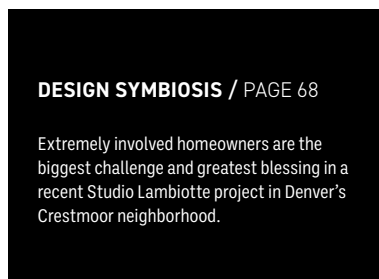 DESIGN SYMBIOSIS / PAGE 68
Extremely involved homeowners are the
biggest challenge and greatest blessing in a
recent Studio Lambiotte project in Denver's
Crestmoor neighborhood.